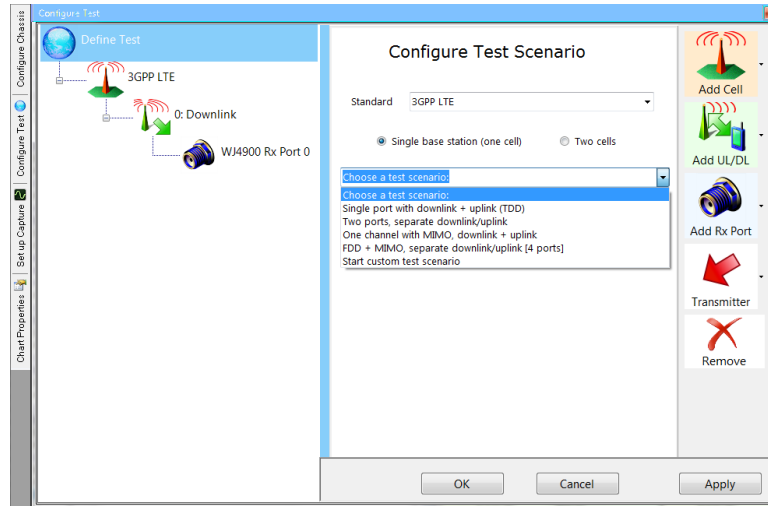 Configure Test
Configure Chassis
Configure Test
Set up Capture
Chart Properties
Define Test
3GPP LTE
0: Downlink
WJ4900 Rx Port 0
Configure Test Scenario
Standard 3GPP LTE
Single base station (one cell) Two cells
Choose a test scenario:
Choose a test scenario:
Single port with downlink + uplink (TDD)
Two ports, separate downlink/uplink
One channel with MIMO, downlink + uplink
FDD + MIMO, separate downlink/uplink [4 ports]
Start custom test scenario
Add Cell
Add UL/DL
Add Rx Port
Transmitter
Remove
OK Cancel Apply